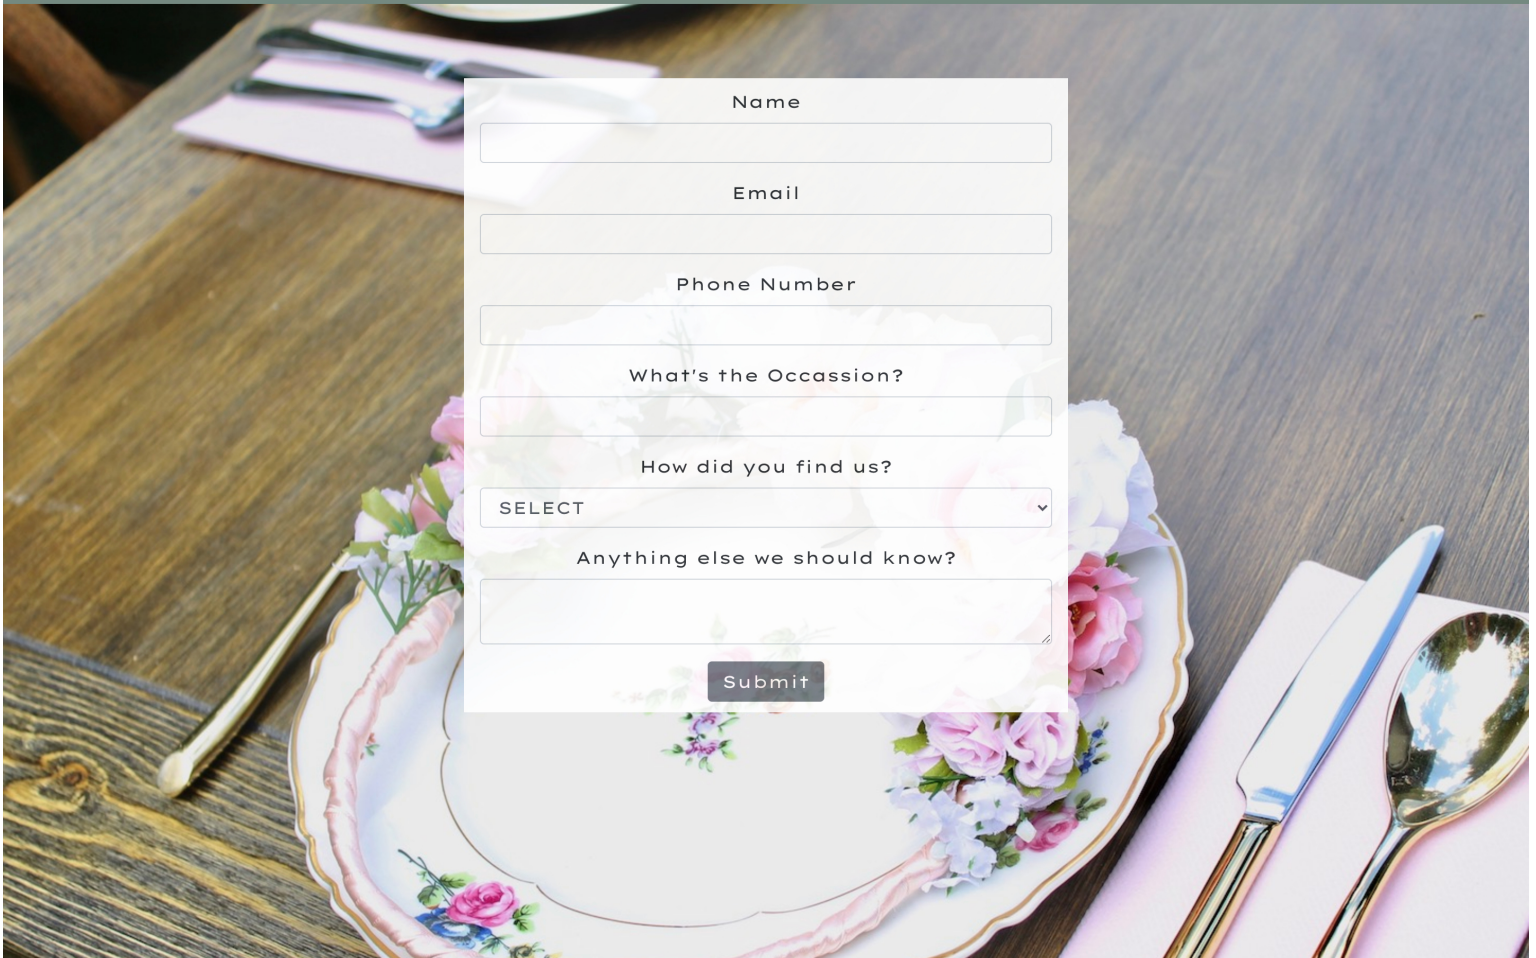 Name
Email
Phone Number
What's the Occassion?
How did you find us?
SELECT
Anything else we should know?
Submit